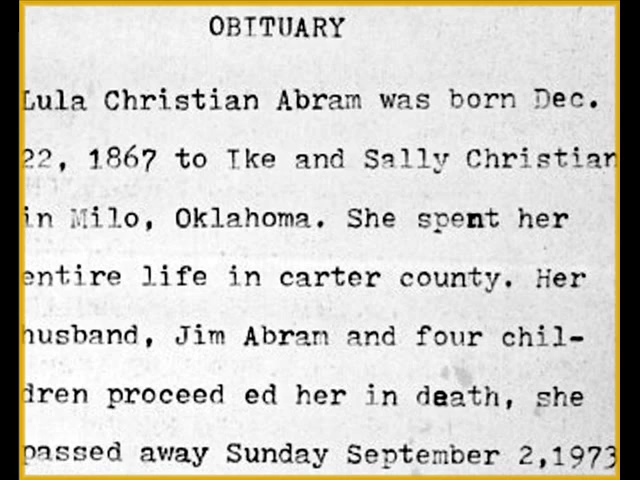 OBITUARY
Lula Christian Abram was born Dec.
22, 1867 to Ike and Sally Christian
in Milo, Oklahoma. She spent her
entire life in carter county. Her
husband, Jim Abram and four chil-
dren proceed ed her in death, she
passed away Sunday September 2,1973